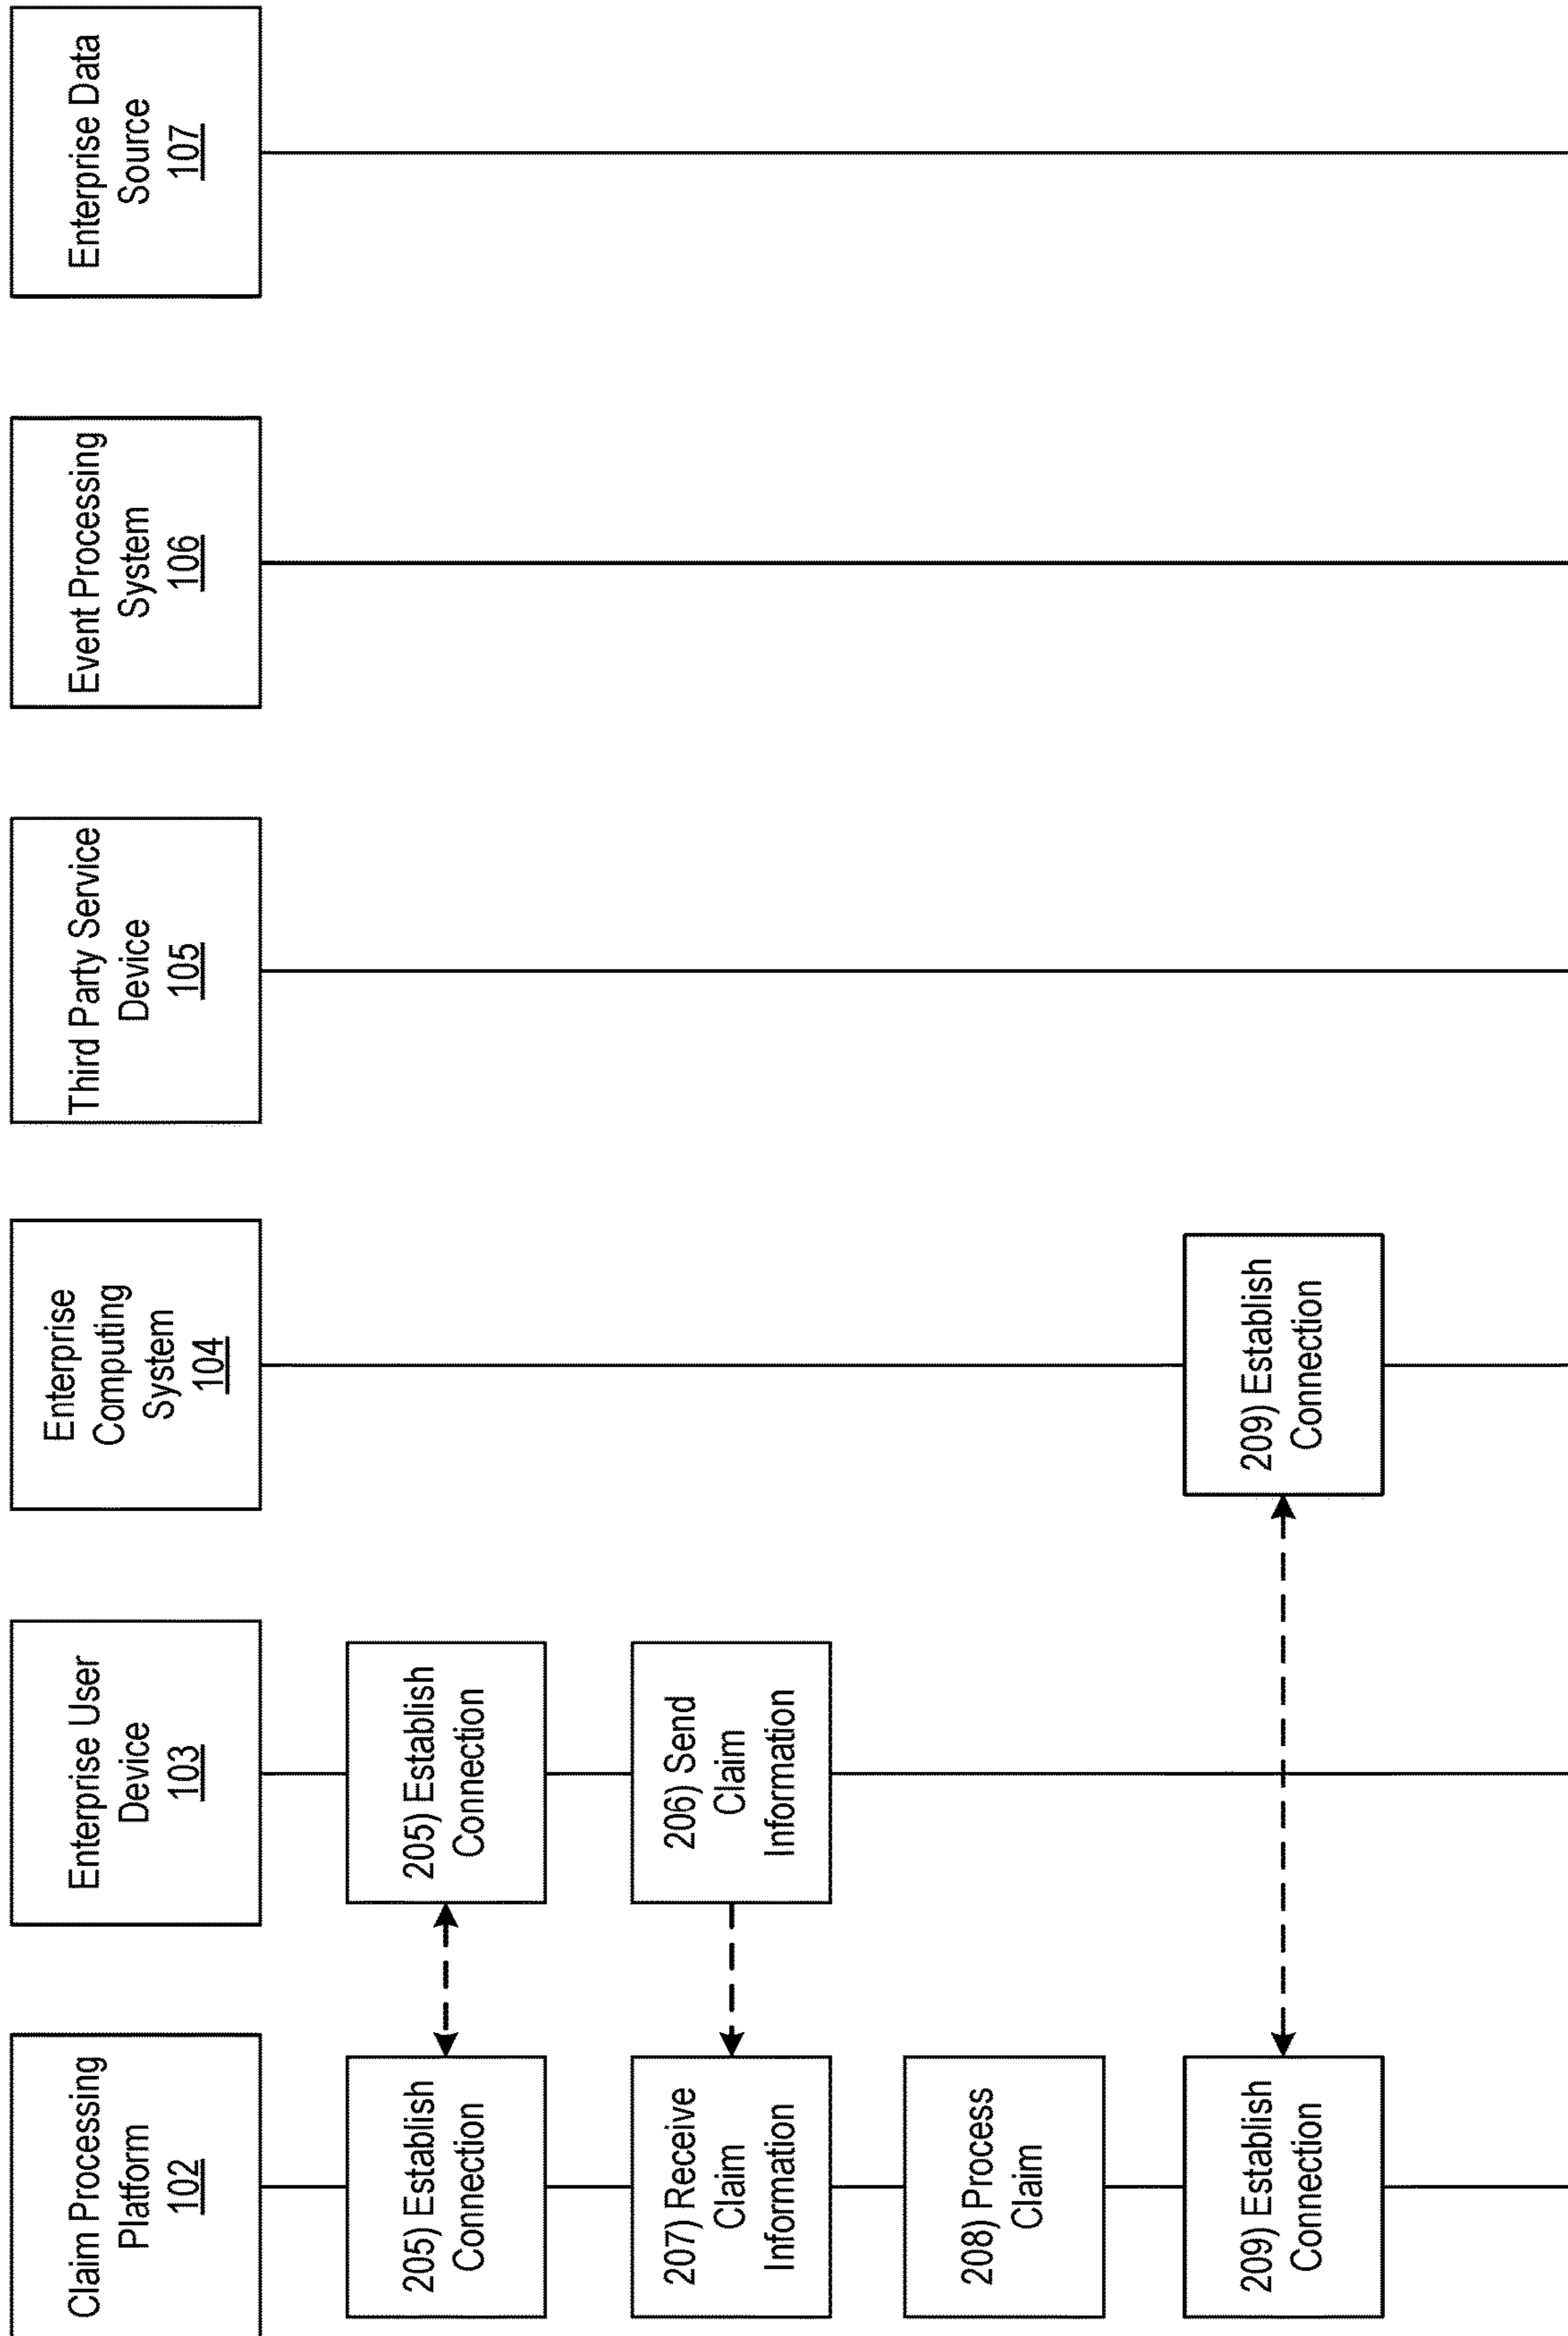 Claim Processing
Platform
102
Enterprise User
Device
103
Enterprise
Computing
System
104
Third Party Service
Device
105
Event Processing
System
106
Enterprise Data
Source
107
205) Establish
Connection
205) Establish
Connection
207) Receive
Claim
Information
206) Send
Claim
Information
208) Process
Claim
209) Establish
Connection
209) Establish
Connection